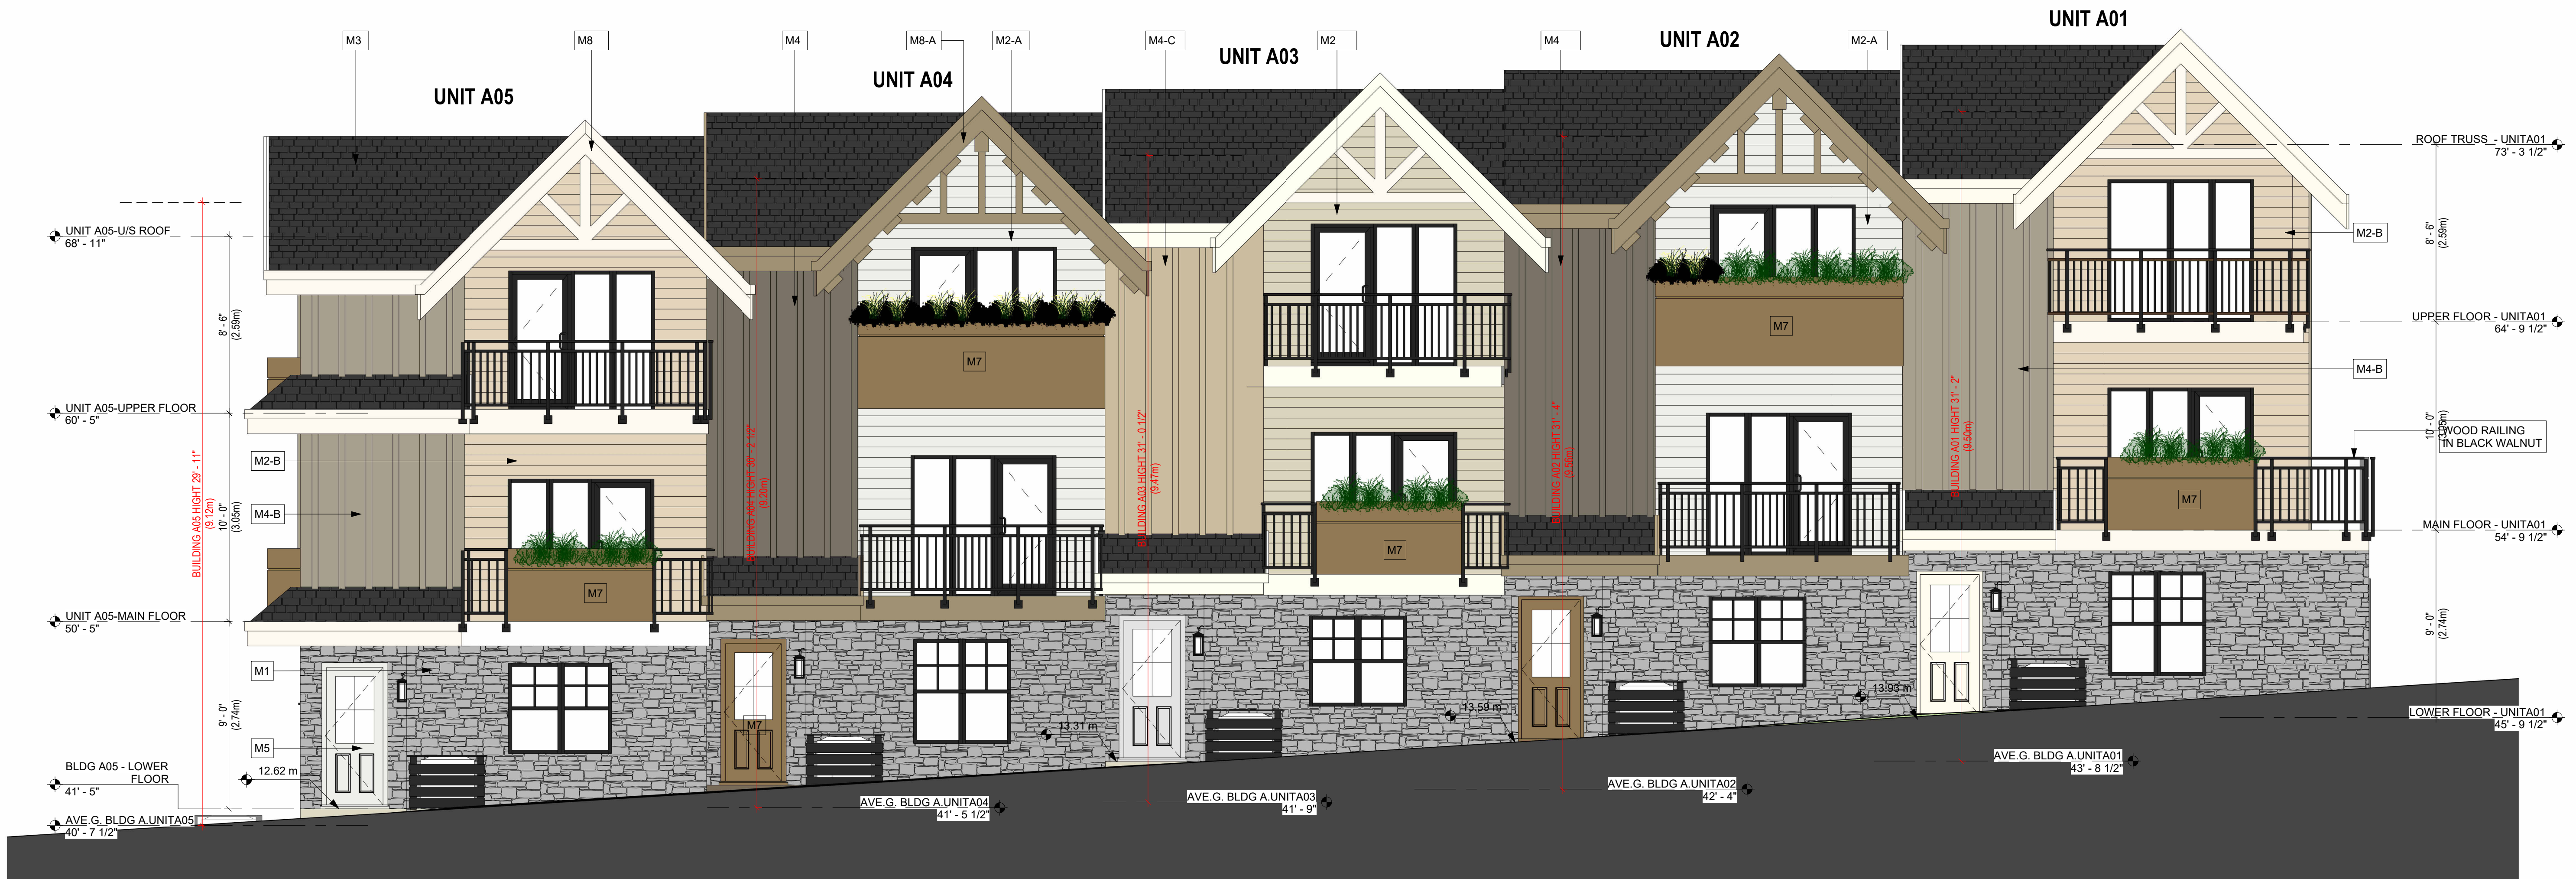 UNIT A01
M3
M8
M4
M8-A
M2-A
M4-C
UNIT A03
M2
M4
UNIT A02
M2-A
UNIT A05
UNIT A04
ROOF TRUSS - UNITA01
73' - 3 1/2"
UNIT A05-U/S ROOF
68' - 11"
8' - 6"
(2.59m)
M2-B
8' - 6"
(2.59m)
UPPER FLOOR - UNITA01
64' - 9 1/2"
M7
M7
M4-B
UNIT A05-UPPER FLOOR
60' - 5"
10' - 0"
(3.05m)
WOOD RAILING
IN BLACK WALNUT
M2-B
M4-B
BUILDING A05 HIGHT 29' - 11"
(9.12m)
10' - 0"
(3.05m)
BUILDING A04 HIGHT 30' - 2 1/2"
(9.20m)
BUILDING A03 HIGHT 31' - 0 1/2"
(9.47m)
BUILDING A02 HIGHT 31' - 4"
BUILDING A01 HIGHT 31' - 2"
(9.50m)
M7
MAIN FLOOR - UNITA01
54' - 9 1/2"
M7
M7
UNIT A05-MAIN FLOOR
50' - 5"
9' - 0"
(2.74m)
M1
9' - 0"
(2.74m)
13.93 m
13.59 m
LOWER FLOOR - UNITA01
45' - 9 1/2"
M7
13.31 m
M5
BLDG A05 - LOWER
FLOOR
41' - 5"
12.62 m
AVE.G. BLDG A.UNITA01
43' - 8 1/2"
AVE.G. BLDG A.UNITA02
42' - 4"
AVE.G. BLDG A.UNITA03
41' - 9"
AVE.G. BLDG A.UNITA04
41' - 5 1/2"
AVE.G. BLDG A.UNITA05
40' - 7 1/2"